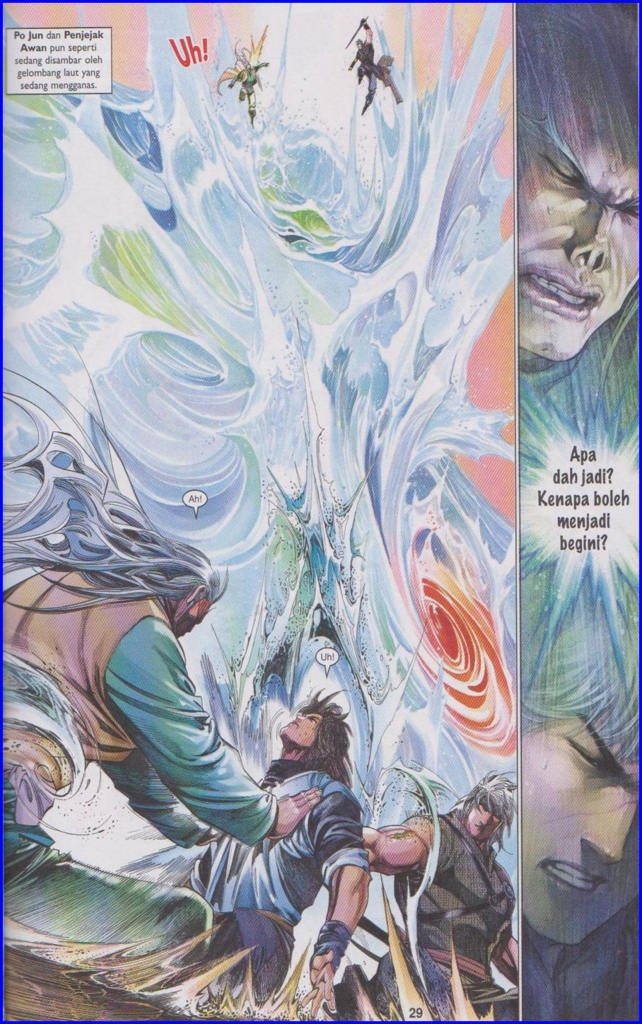 Po Jun dan Penjejak
Awan pun seperti
sedang disambar oleh
gelombang laut yang
sedang mengganas.
Uh!
Ah!
Uh!
Apa
dah jadi?
Kenapa boleh
menjadi
begini?
29